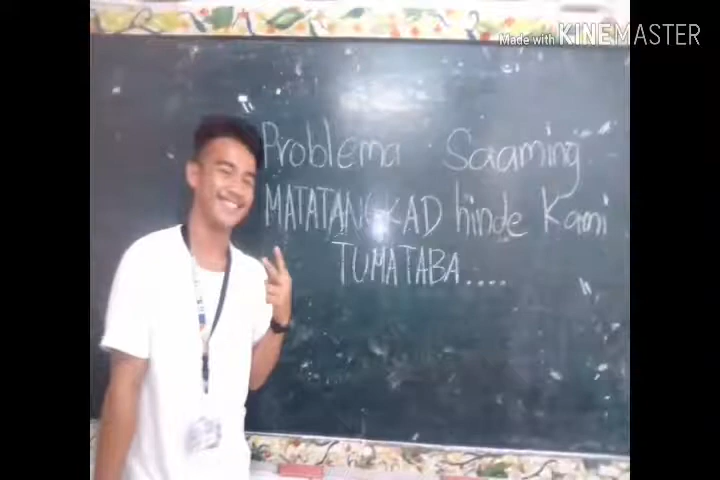 Made with KINEMASTER
Problema Saaming
MATATANGKAD hinde Kami
TUMATABA....